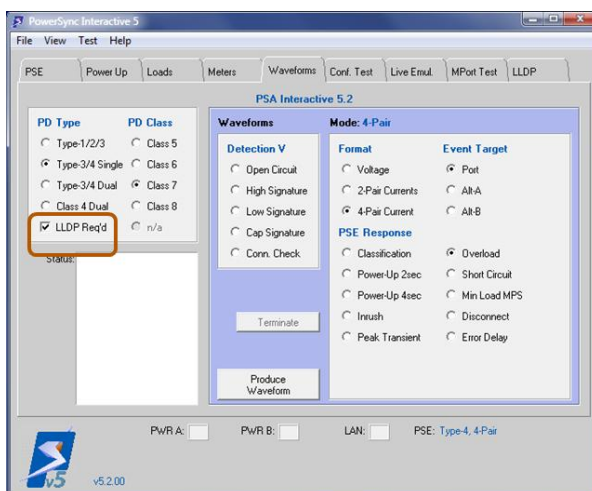 PowerSync Interactive 5
File View Test Help
PSE Power Up Loads Meters Waveforms Conf. Test Live Emul. MPort Test LLDP
PSA Interactive 5.2
PD Type PD Class
Type-1/2/3 Class 5
Type-3/4 Single Class 6
Type-3/4 Dual Class 7
Class 4 Dual Class 8
LLDP Req'd n/a
Status:
Waveforms
Detection V
Open Circuit
High Signature
Low Signature
Cap Signature
Conn. Check
Terminate
Produce
Waveform
Mode: 4-Pair
Format Event Target
Voltage Port
2-Pair Currents Alt-A
4-Pair Current Alt-B
PSE Response
Classification Overload
Power-Up 2sec Short Circuit
Power-Up 4sec Min Load MPS
Inrush Disconnect
Peak Transient Error Delay
PWR A: PWR B: LAN: PSE: Type-4, 4-Pair
v5
v5.2.00